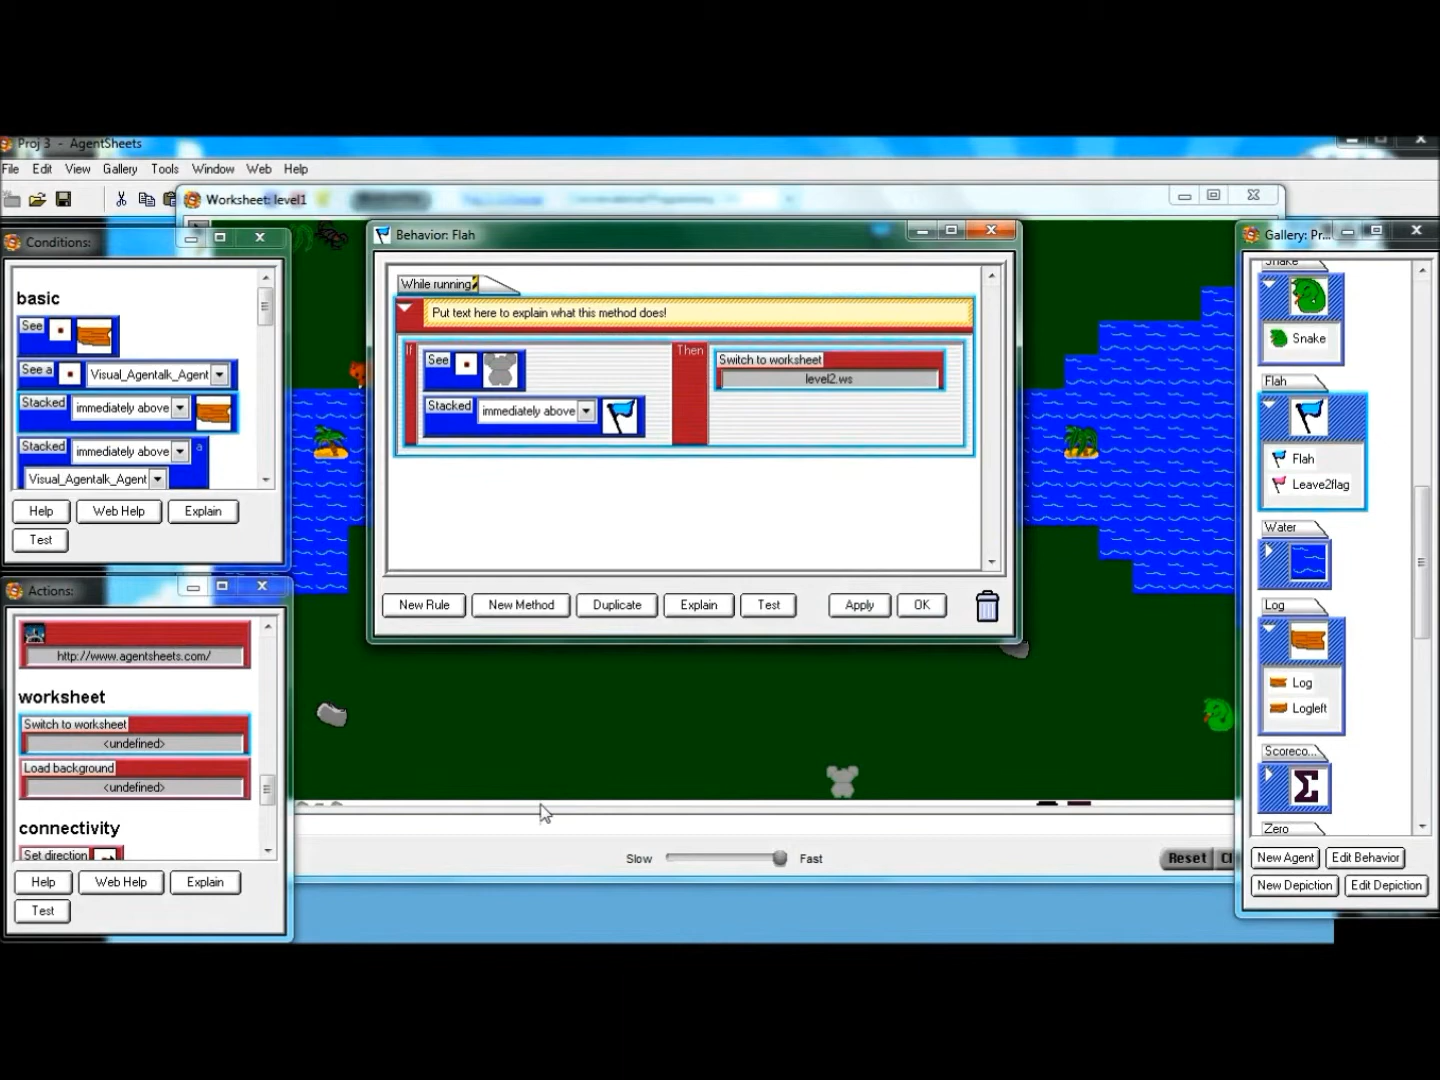 Proj 3 - AgentSheets
File Edit View Gallery Tools Window Web Help
Worksheet: level1
Conditions:
basic
See
See a Visual_Agentalk_Agent
Stacked immediately above
Stacked immediately above a
Visual_Agentalk_Agent
Help Web Help Explain
Test
Actions:
http://www.agentsheets.com/
worksheet
Switch to worksheet
<undefined>
Load background
<undefined>
connectivity
Set direction
Help Web Help Explain
Test
Behavior: Flah
While running
Put text here to explain what this method does!
If
See
Stacked immediately above
Then
Switch to worksheet
level2.ws
New Rule New Method Duplicate Explain Test Apply OK
Slow Fast
Reset
Gallery: Pr...
Snake
Snake
Flah
Flah
Leave2flag
Water
Log
Log
Logleft
Scoreco...
Σ
Zero
New Agent Edit Behavior
New Depiction Edit Depiction